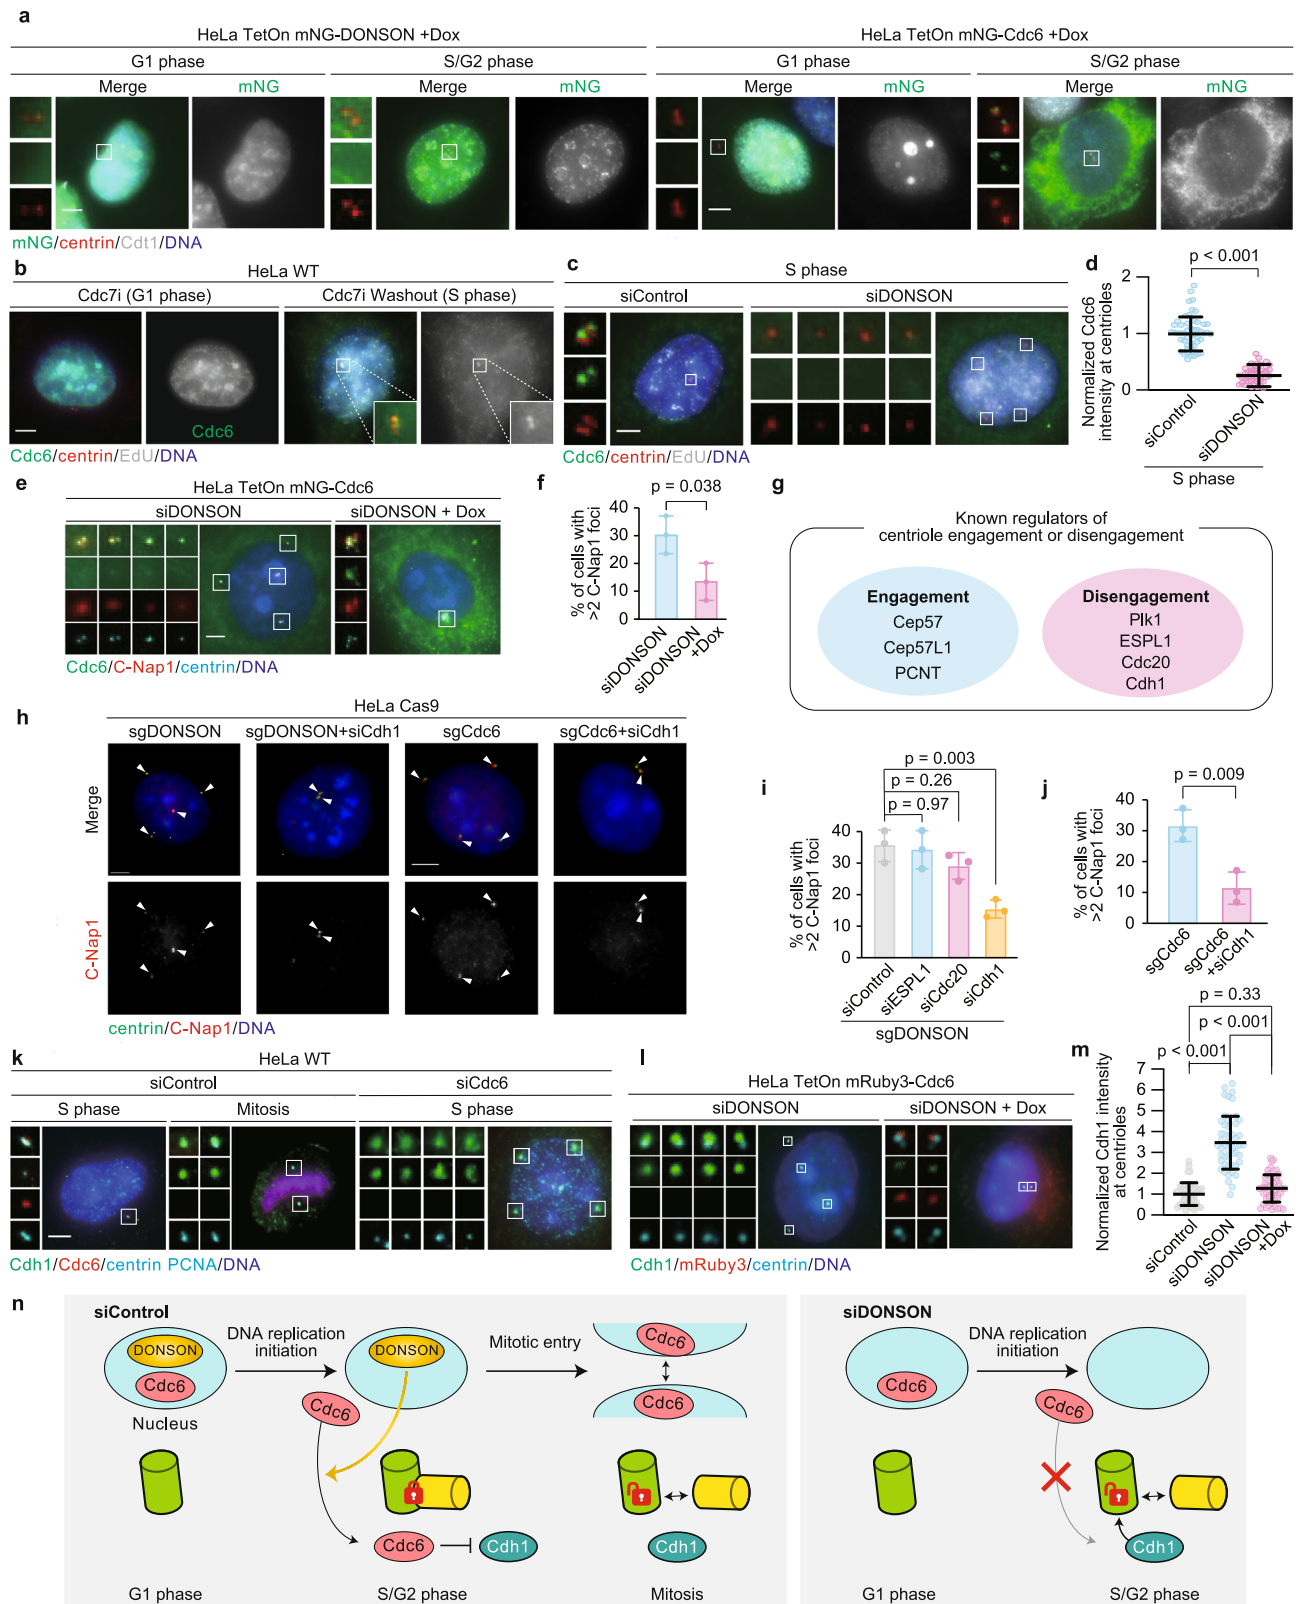 a
HeLa TetOn mNG-DONSON +Dox
HeLa TetOn mNG-Cdc6 +Dox
G1 phase
S/G2 phase
G1 phase
S/G2 phase
Merge
mNG
Merge
mNG
Merge
mNG
Merge
mNG
mNG/centrin/Cdt1/DNA
b
HeLa WT
Cdc7i (G1 phase)
Cdc7i Washout (S phase)
Cdc6
Cdc6/centrin/EdU/DNA
c
S phase
siControl
siDONSON
Cdc6/centrin/EdU/DNA
d
p < 0.001
Normalized Cdc6
intensity at centrioles
2
1
0
siControl
siDONSON
S phase
e
HeLa TetOn mNG-Cdc6
siDONSON
siDONSON + Dox
Cdc6/C-Nap1/centrin/DNA
f
p = 0.038
% of cells with
>2 C-Nap1 foci
40
30
20
10
0
siDONSON
siDONSON
+Dox
g
Known regulators of
centriole engagement or disengagement
Engagement
Cep57
Cep57L1
PCNT
Disengagement
Plk1
ESPL1
Cdc20
Cdh1
h
HeLa Cas9
sgDONSON
sgDONSON+siCdh1
sgCdc6
sgCdc6+siCdh1
Merge
C-Nap1
centrin/C-Nap1/DNA
i
p = 0.003
p = 0.26
p = 0.97
% of cells with
>2 C-Nap1 foci
40
30
20
10
0
siControl
siESPL1
siCdc20
siCdh1
sgDONSON
j
p = 0.009
% of cells with
>2 C-Nap1 foci
40
30
20
10
0
sgCdc6
sgCdc6
+siCdh1
k
HeLa WT
siControl
siCdc6
S phase
Mitosis
S phase
Cdh1/Cdc6/centrin PCNA/DNA
l
HeLa TetOn mRuby3-Cdc6
siDONSON
siDONSON + Dox
Cdh1/mRuby3/centrin/DNA
m
p = 0.33
p < 0.001
p < 0.001
Normalized Cdh1 intensity
at centrioles
7
6
5
4
3
2
1
0
siControl
siDONSON
siDONSON
+Dox
n
siControl
DONSON
Cdc6
Nucleus
DNA replication
initiation
DONSON
Cdc6
Mitotic entry
Cdc6
Cdc6
Cdc6
Cdh1
Cdh1
G1 phase
S/G2 phase
Mitosis
siDONSON
Cdc6
DNA replication
initiation
Cdc6
Cdh1
G1 phase
S/G2 phase